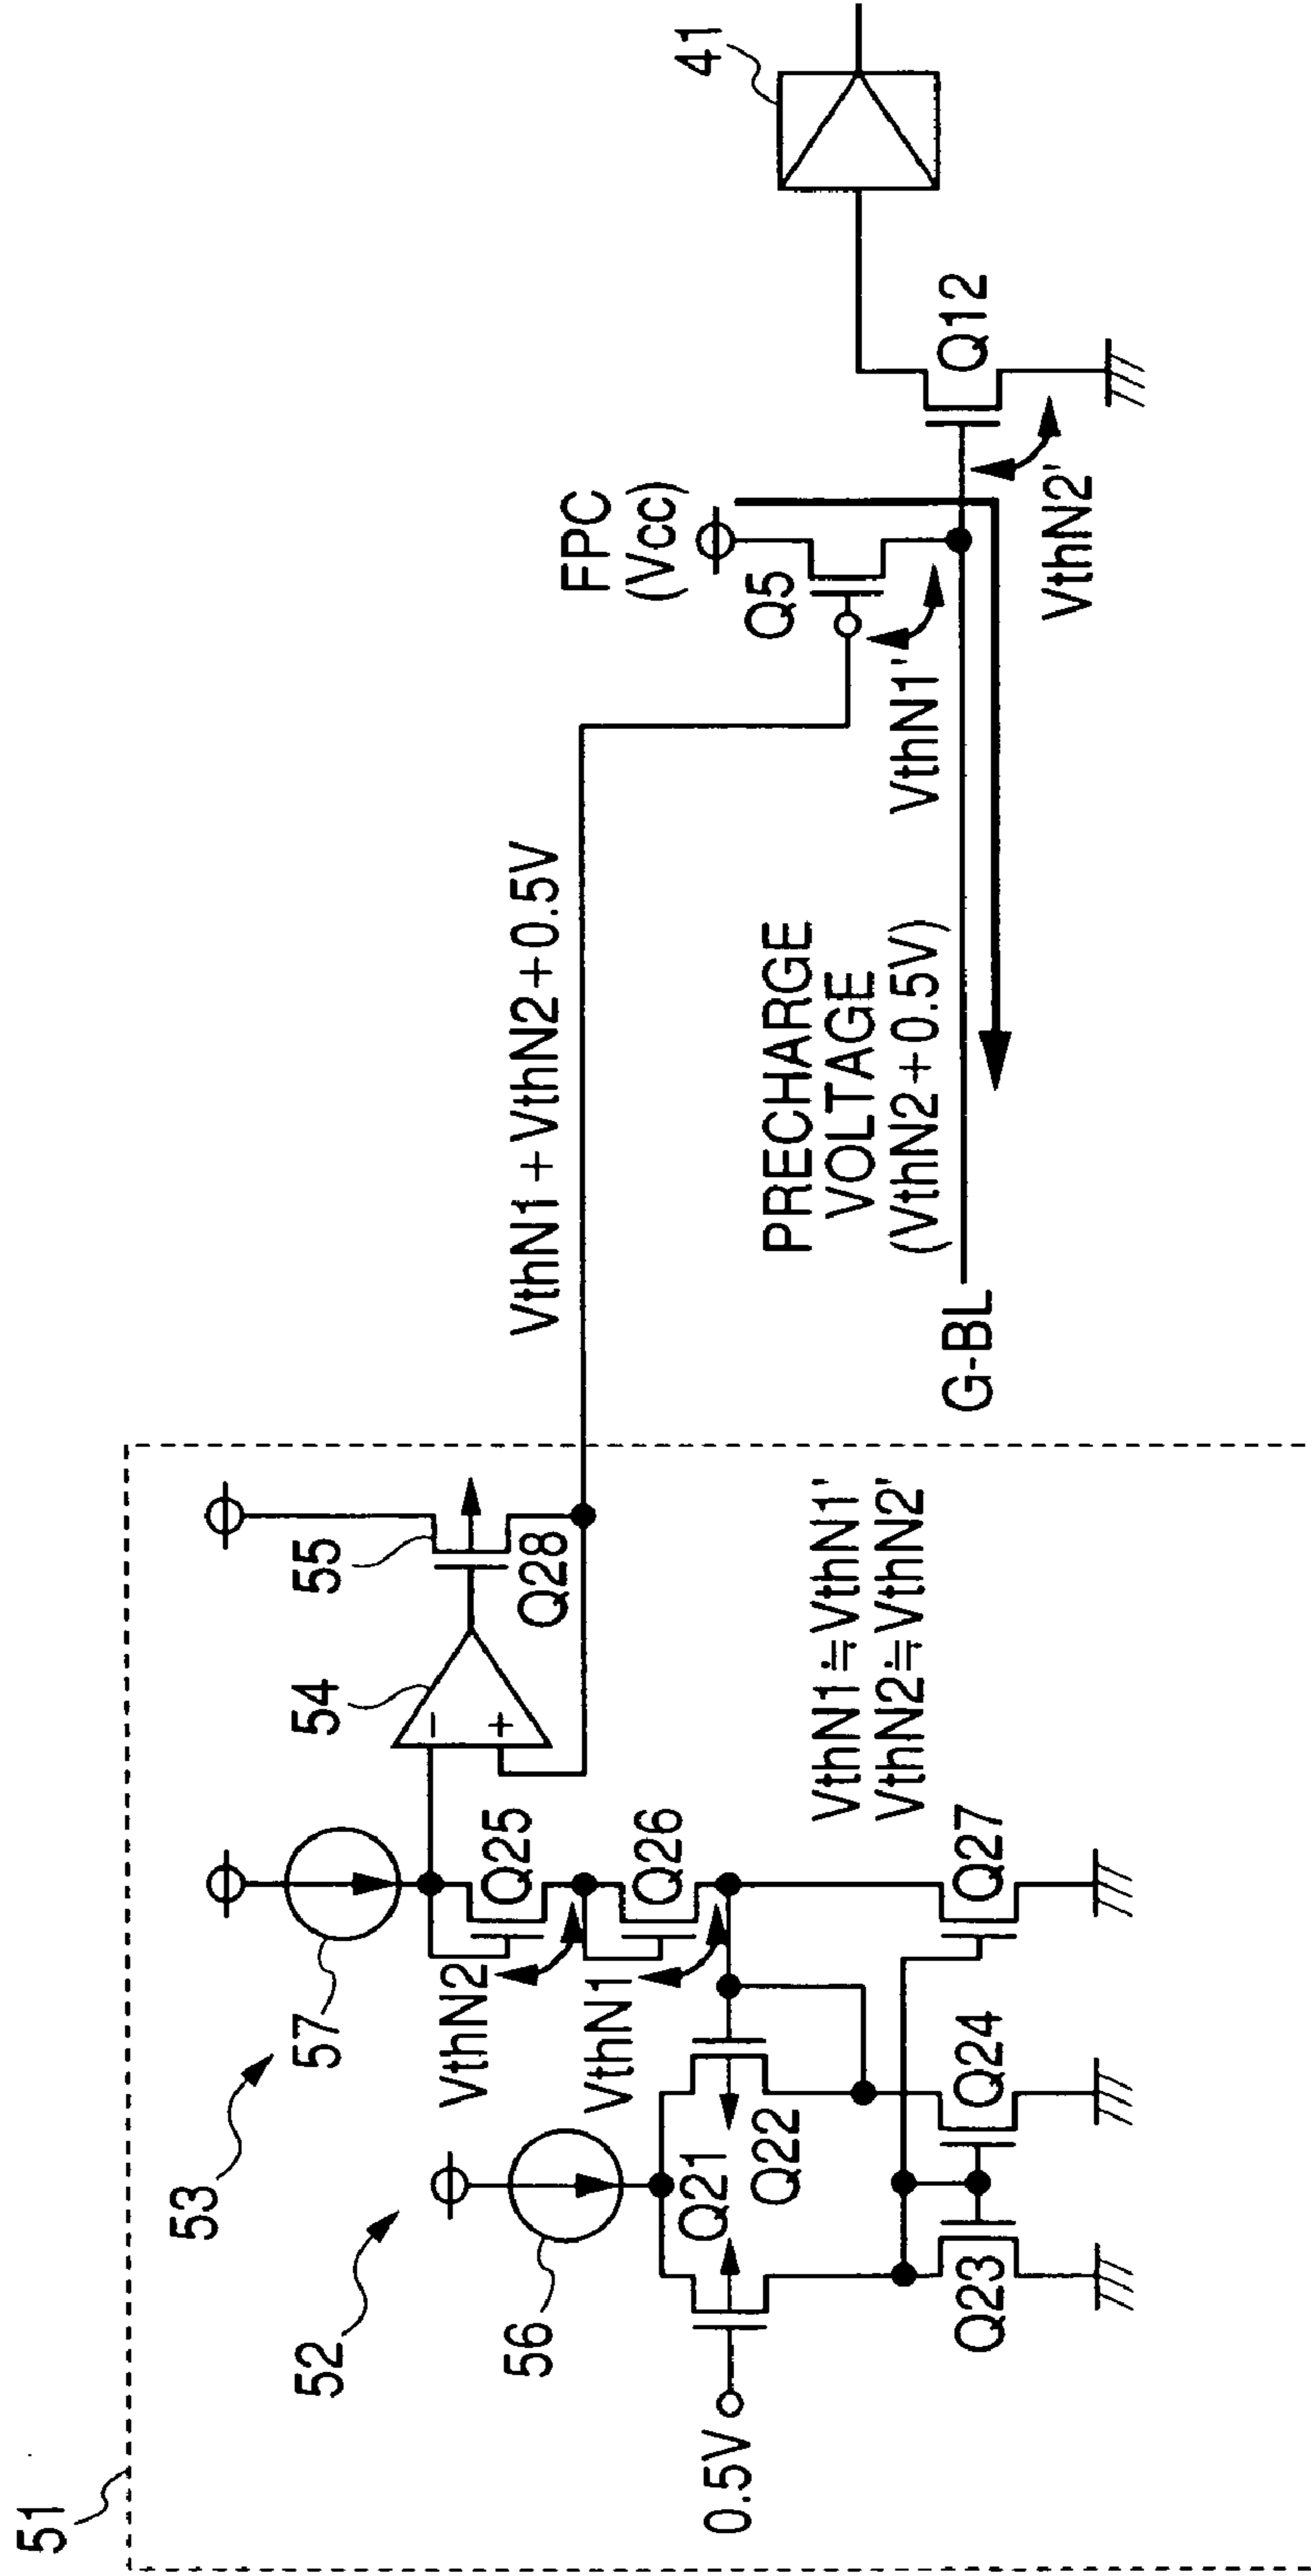 51
52
53
56
57
54
55
0.5V
Q21
Q22
Q23
Q24
VthN2
VthN1
Q25
Q26
Q27
Q28
VthN1≒VthN1'
VthN2≒VthN2'
VthN1+VthN2+0.5V
G-BL
PRECHARGE
VOLTAGE
(VthN2+0.5V)
FPC
(Vcc)
Q5
VthN1'
VthN2'
Q12
41